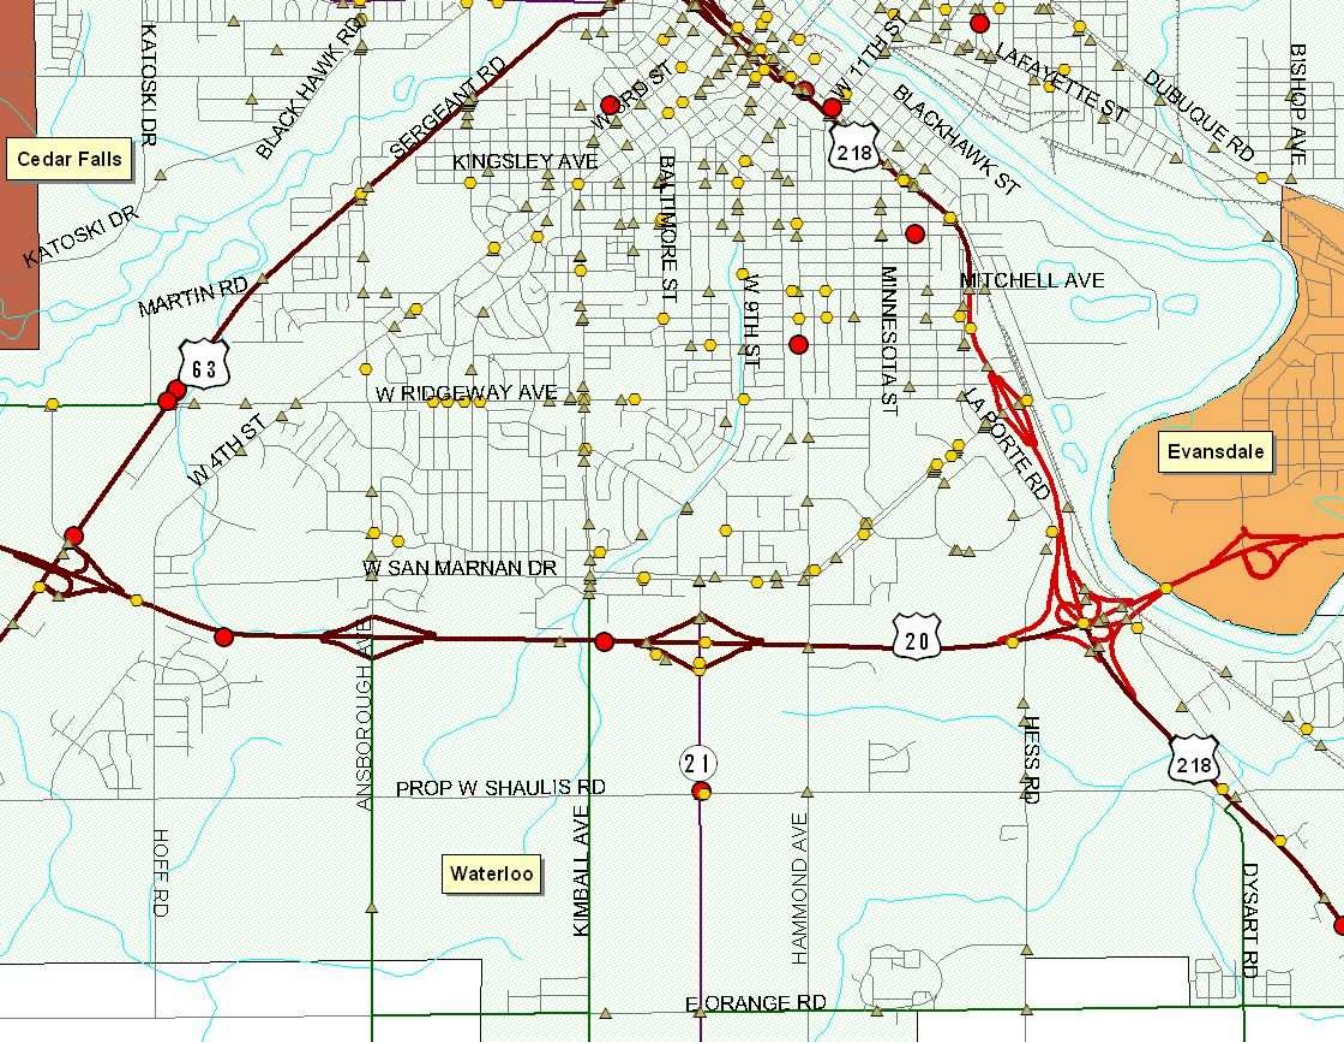 KATOSKI DR
BLACK HAWK RD
SERGEANT RD
W 3RD ST
W 11TH ST
LAFAYETTE ST
DUBUQUE RD
BISHOP AVE
Cedar Falls
KINGSLEY AVE
218
BLACKHAWK ST
KATOSKI DR
BALTIMORE ST
MARTIN RD
W 9TH ST
MINNESOTA ST
MITCHELL AVE
63
W RIDGEWAY AVE
W 4TH ST
LA PORTE RD
Evansdale
W SAN MARNAN DR
20
ANSBOROUGH AVE
21
HESS RD
218
PROP W SHAULIS RD
HOFF RD
Waterloo
KIMBALL AVE
HAMMOND AVE
DYSART RD
E ORANGE RD